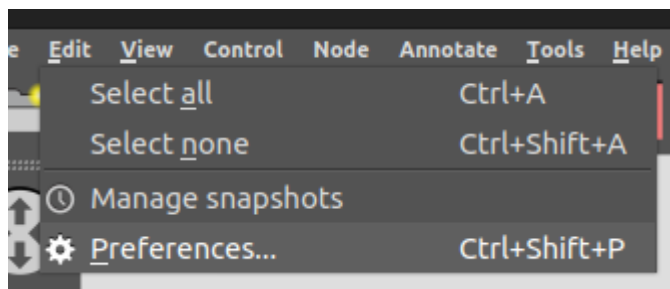 Edit View Control Node Annotate Tools Help
Select all Ctrl+A
Select none Ctrl+Shift+A
Manage snapshots
Preferences... Ctrl+Shift+P